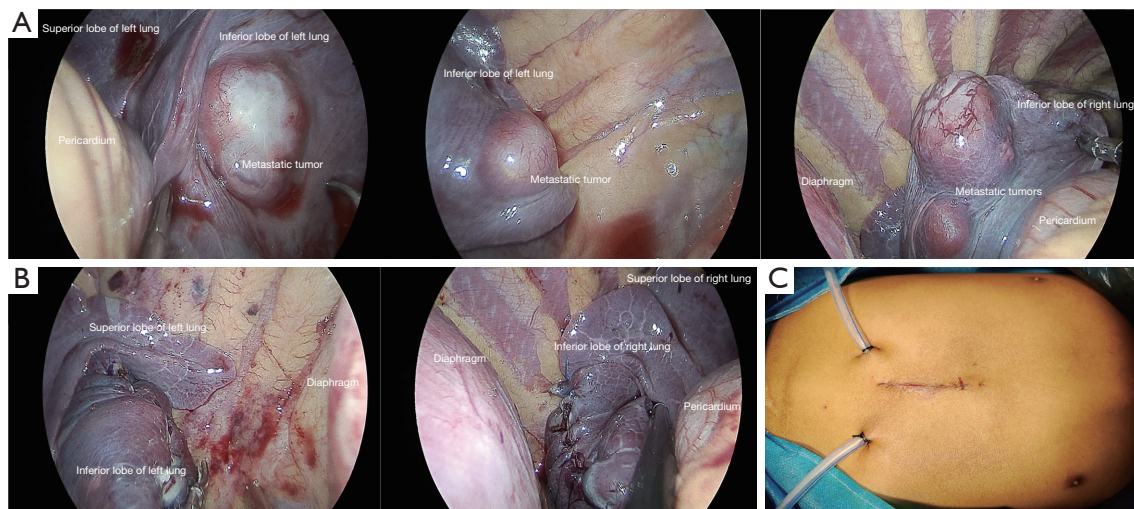 A
Superior lobe of left lung
Inferior lobe of left lung
Pericardium
Metastatic tumor
Inferior lobe of left lung
Metastatic tumor
Inferior lobe of right lung
Diaphragm
Metastatic tumors
Pericardium
B
Superior lobe of left lung
Diaphragm
Inferior lobe of left lung
Superior lobe of right lung
Inferior lobe of right lung
Diaphragm
Pericardium
C